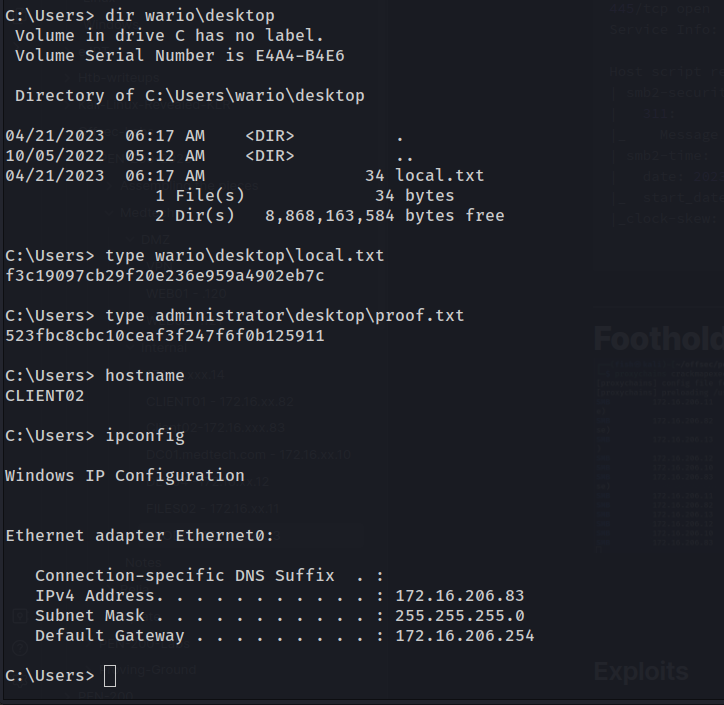 C:\Users> dir wario\desktop
 Volume in drive C has no label.
 Volume Serial Number is E4A4-B4E6

 Directory of C:\Users\wario\desktop

04/21/2023  06:17 AM    <DIR>          .
10/05/2022  05:12 AM    <DIR>          ..
04/21/2023  06:17 AM                34 local.txt
               1 File(s)             34 bytes
               2 Dir(s)   8,868,163,584 bytes free

C:\Users> type wario\desktop\local.txt
f3c19097cb29f20e236e959a4902eb7c

C:\Users> type administrator\desktop\proof.txt
523fbc8cbc10ceaf3f247f6f0b125911

C:\Users> hostname
CLIENT02

C:\Users> ipconfig

Windows IP Configuration

Ethernet adapter Ethernet0:

   Connection-specific DNS Suffix  . :
   IPv4 Address. . . . . . . . . . . : 172.16.206.83
   Subnet Mask . . . . . . . . . . . : 255.255.255.0
   Default Gateway . . . . . . . . . : 172.16.206.254

C:\Users>
Foothold
Exploits